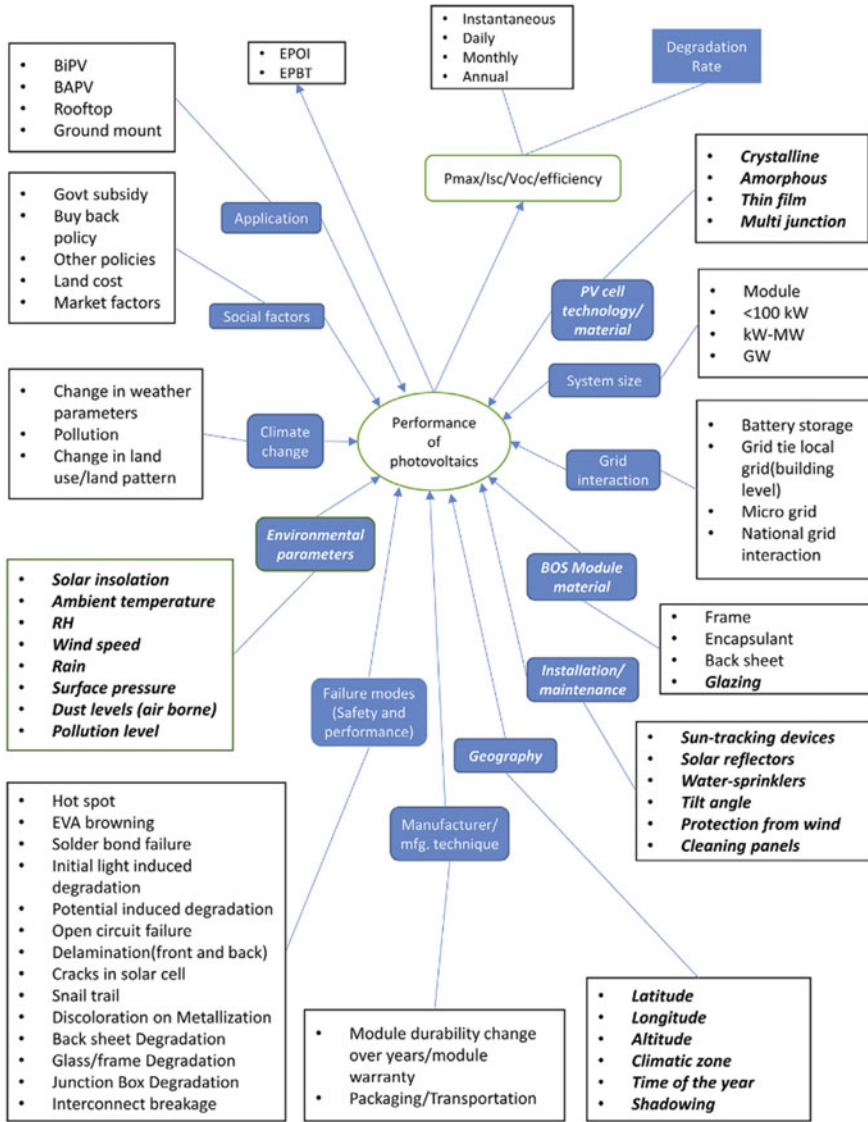 • Instantaneous
• Daily
• Monthly
• Annual
• EPOI
• EPBT
Degradation
Rate
• BiPV
• BAPV
• Rooftop
• Ground mount
Pmax/Isc/Voc/efficiency
• Crystalline
• Amorphous
• Thin film
• Multi junction
• Govt subsidy
• Buy back
policy
• Other policies
• Land cost
• Market factors
Application
Social factors
PV cell
technology/
material
• Module
• <100 kW
• kW-MW
• GW
System size
• Change in weather
parameters
• Pollution
• Change in land
use/land pattern
Climate
change
Performance
of
photovoltaics
Grid
interaction
• Battery storage
• Grid tie local
grid(building
level)
• Micro grid
• National grid
interaction
Environmental
parameters
BOS Module
material
• Solar insolation
• Ambient temperature
• RH
• Wind speed
• Rain
• Surface pressure
• Dust levels (air borne)
• Pollution level
• Frame
• Encapsulant
• Back sheet
• Glazing
Failure modes
(Safety and
performance)
Installation/
maintenance
Geography
• Sun-tracking devices
• Solar reflectors
• Water-sprinklers
• Tilt angle
• Protection from wind
• Cleaning panels
• Hot spot
• EVA browning
• Solder bond failure
• Initial light induced
degradation
• Potential induced degradation
• Open circuit failure
• Delamination(front and back)
• Cracks in solar cell
• Snail trail
• Discoloration on Metallization
• Back sheet Degradation
• Glass/frame Degradation
• Junction Box Degradation
• Interconnect breakage
Manufacturer/
mfg. technique
• Module durability change
over years/module
warranty
• Packaging/Transportation
• Latitude
• Longitude
• Altitude
• Climatic zone
• Time of the year
• Shadowing